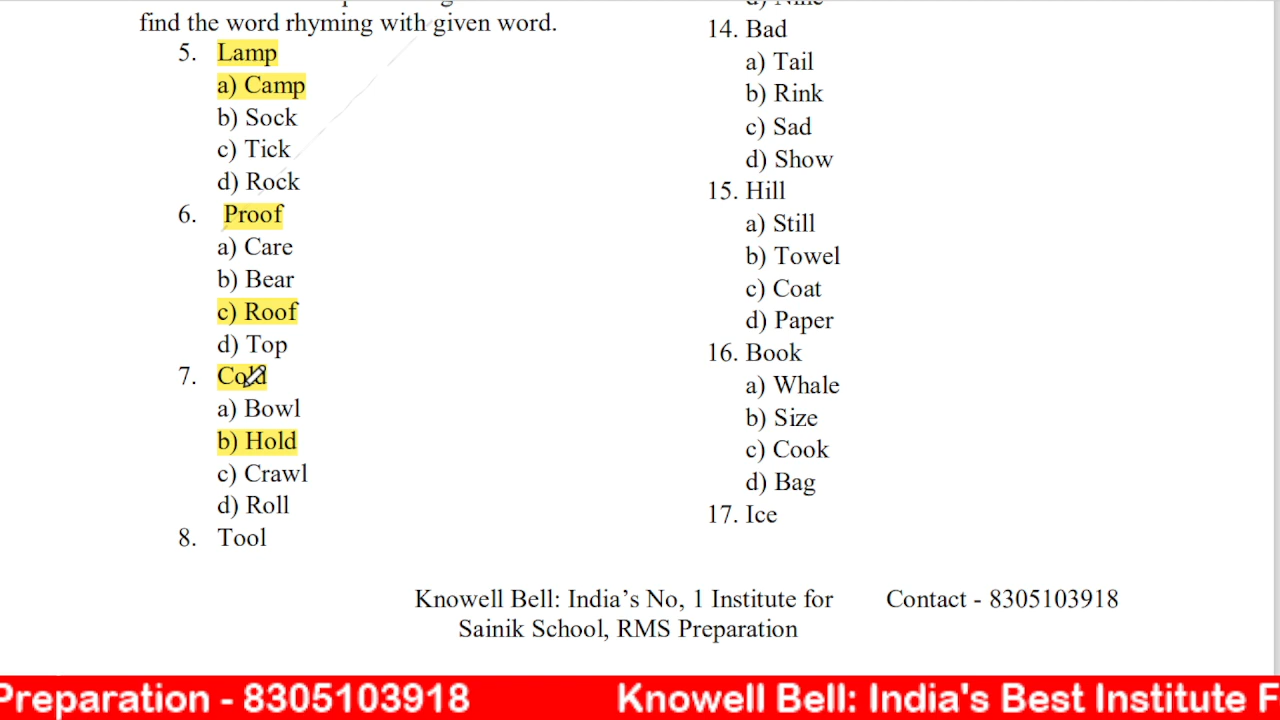 find the word rhyming with given word.
5. Lamp
a) Camp
b) Sock
c) Tick
d) Rock
6. Proof
a) Care
b) Bear
c) Roof
d) Top
7. Cold
a) Bowl
b) Hold
c) Crawl
d) Roll
8. Tool
d) Nine
14. Bad
a) Tail
b) Rink
c) Sad
d) Show
15. Hill
a) Still
b) Towel
c) Coat
d) Paper
16. Book
a) Whale
b) Size
c) Cook
d) Bag
17. Ice
Knowell Bell: India’s No, 1 Institute for
Sainik School, RMS Preparation
Contact - 8305103918
Preparation - 8305103918 Knowell Bell: India's Best Institute F